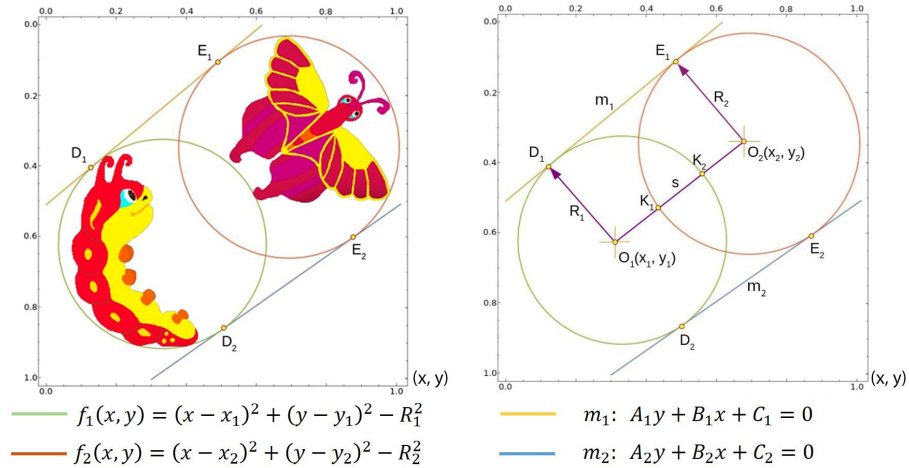 0.0 0.2 0.4 0.6 0.8 1.0
0.0
0.2
0.4
0.6
0.8
1.0
E₁
D₁
E₂
D₂
0.0 0.2 0.4 0.6 0.8 1.0
(x, y)
0.0 0.2 0.4 0.6 0.8 1.0
0.0
0.2
0.4
0.6
0.8
1.0
E₁
m₁
R₂
D₁
O₂(x₂, y₂)
K₂
s
R₁
K₁
E₂
O₁(x₁, y₁)
m₂
D₂
0.0 0.2 0.4 0.6 0.8 1.0
(x, y)
f₁(x, y) = (x − x₁)² + (y − y₁)² − R₁²
f₂(x, y) = (x − x₂)² + (y − y₂)² − R₂²
m₁: A₁y + B₁x + C₁ = 0
m₂: A₂y + B₂x + C₂ = 0